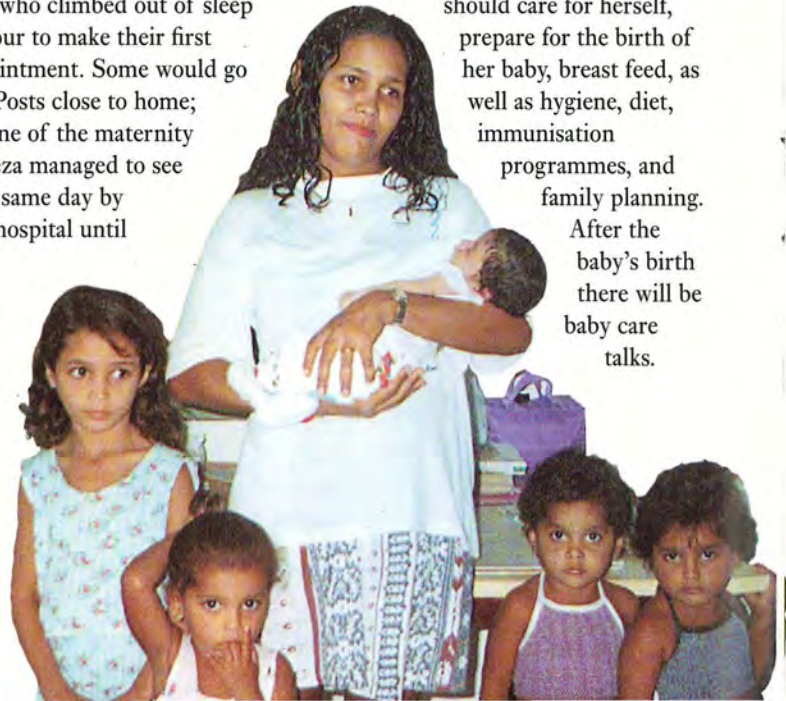 who climbed out of sleep
our to make their first
intment. Some would go
Posts close to home;
ne of the maternity
eza managed to see
same day by
hospital until
should care for herself,
prepare for the birth of
her baby, breast feed, as
well as hygiene, diet,
immunisation
programmes, and
family planning.
After the
baby's birth
there will be
baby care
talks.